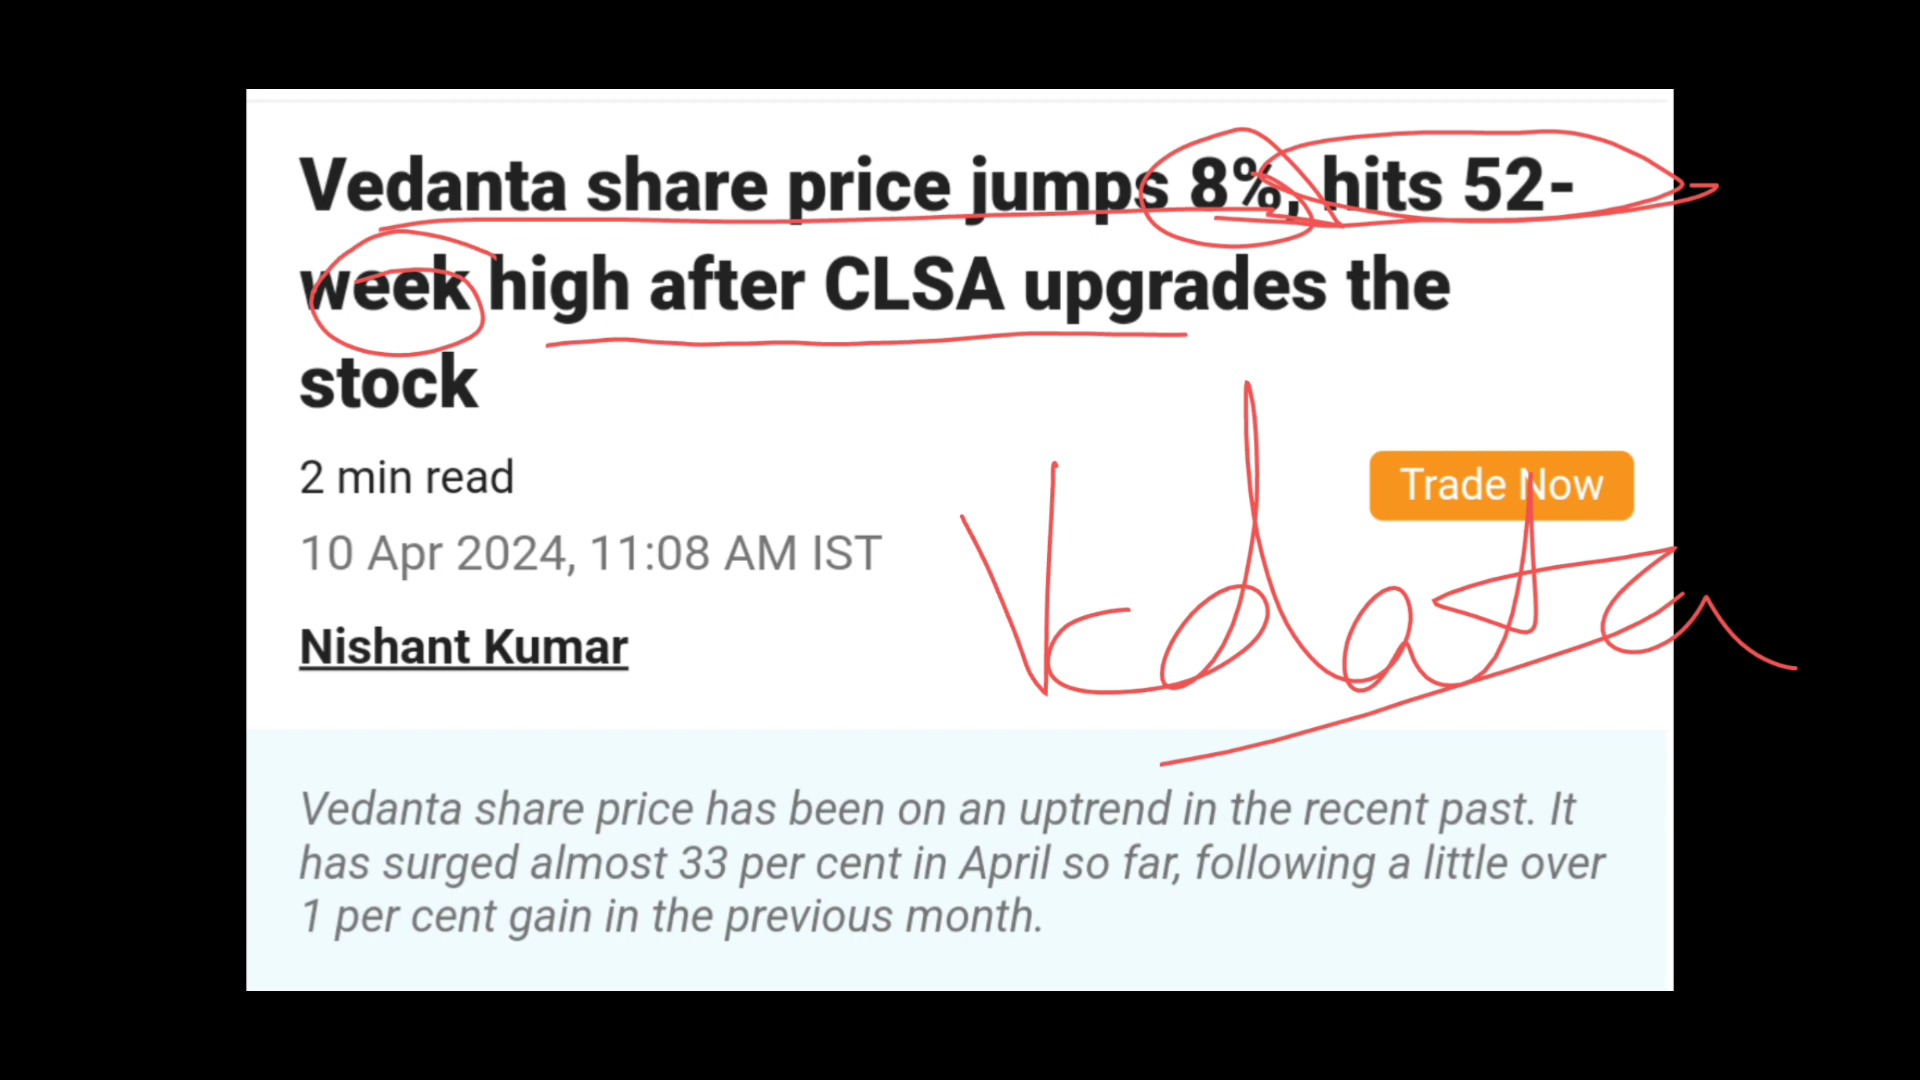 Vedanta share price jumps 8%, hits 52-
week high after CLSA upgrades the
stock
2 min read
Trade Now
10 Apr 2024, 11:08 AM IST
Nishant Kumar
Vedanta share price has been on an uptrend in the recent past. It
has surged almost 33 per cent in April so far, following a little over
1 per cent gain in the previous month.